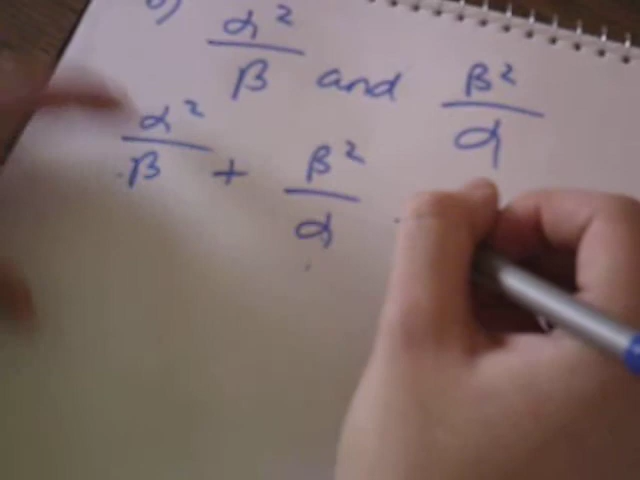 α²/β and β²/α
α²/β + β²/α